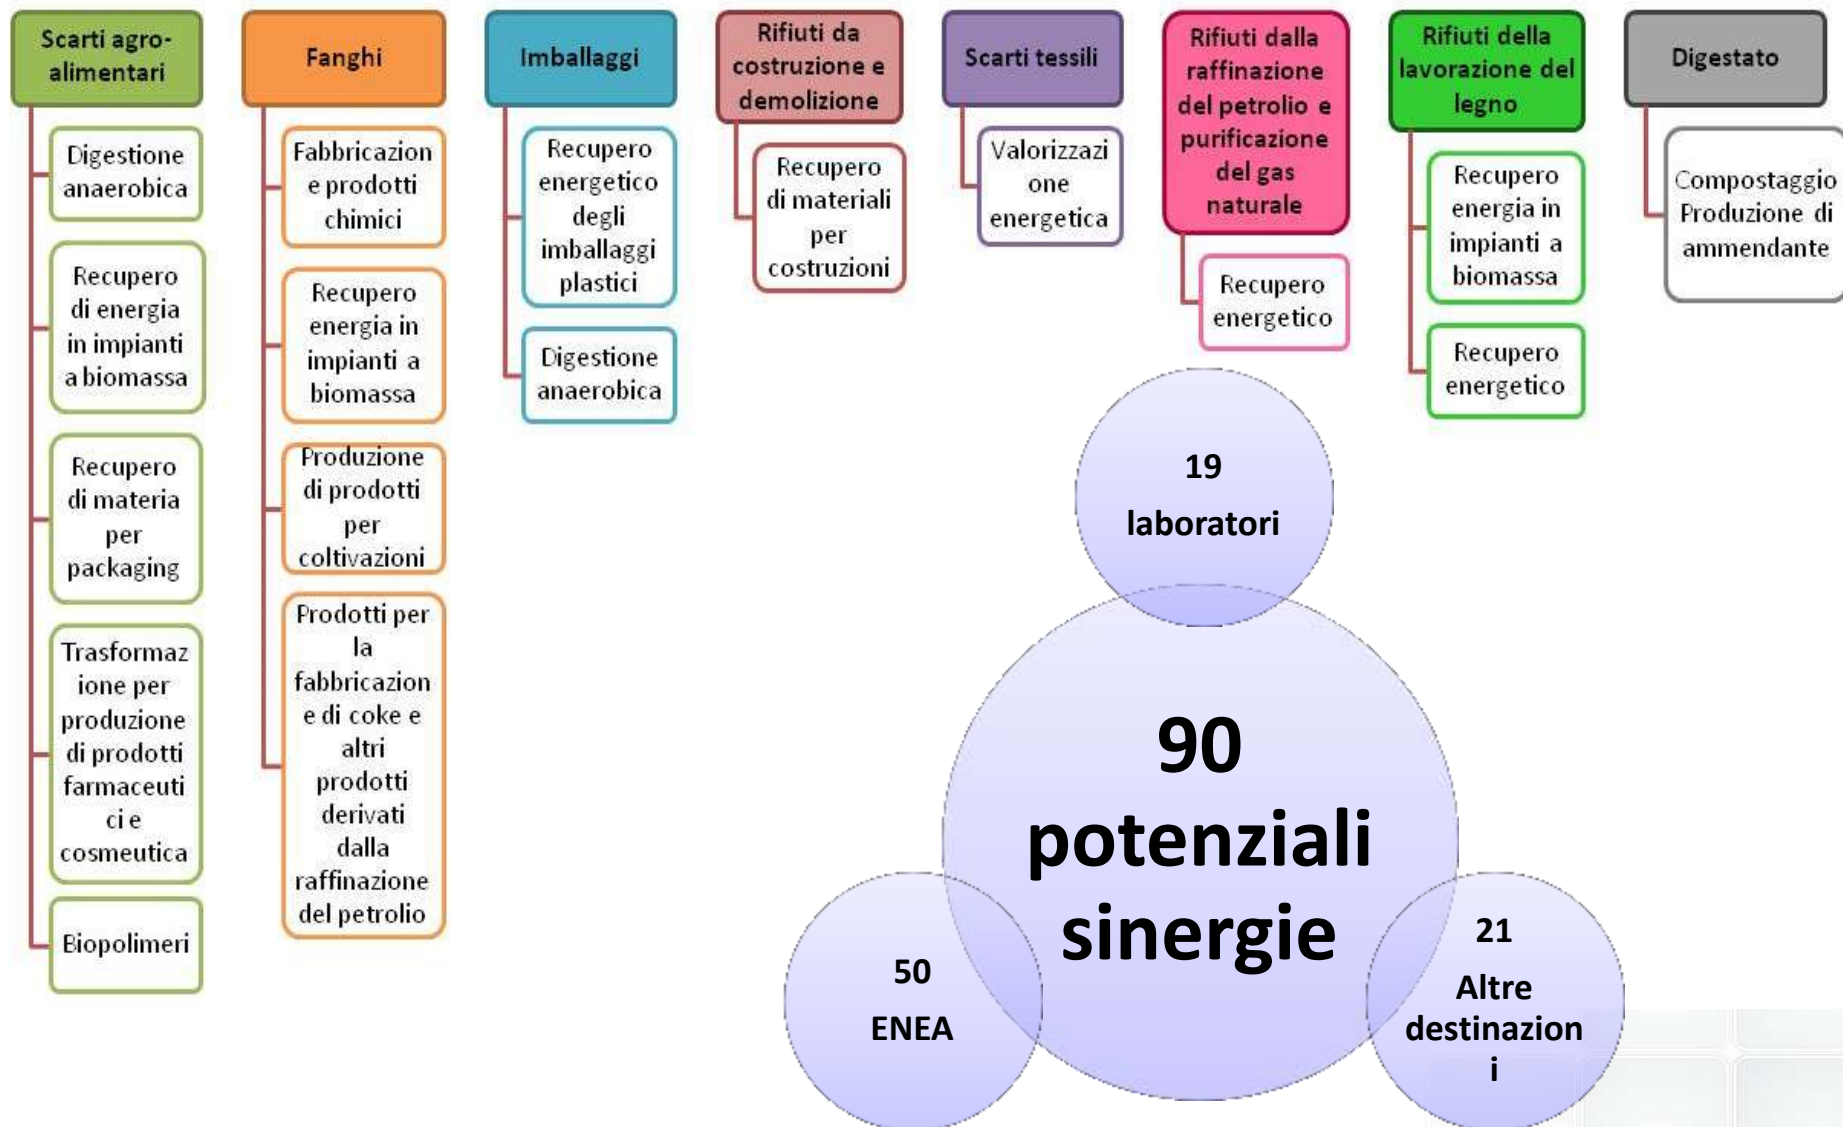 Scarti agro-
alimentari
Digestione
anaerobica
Recupero
di energia
in impianti
a biomassa
Recupero
di materia
per
packaging
Trasformaz
ione per
produzione
di prodotti
farmaceuti
ci e
cosmeutica
Biopolimeri
Fanghi
Fabbricazion
e prodotti
chimici
Recupero
energia in
impianti a
biomassa
Produzione
di prodotti
per
coltivazioni
Prodotti per
la
fabbricazion
e di coke e
altri
prodotti
derivati
dalla
raffinazione
del petrolio
Imballaggi
Recupero
energetico
degli
imballaggi
plastici
Digestione
anaerobica
Rifiuti da
costruzione e
demolizione
Recupero
di materiali
per
costruzioni
Scarti tessili
Valorizzazi
one
energetica
Rifiuti dalla
raffinazione
del petrolio e
purificazione
del gas
naturale
Recupero
energetico
Rifiuti della
lavorazione del
legno
Recupero
energia in
impianti a
biomassa
Recupero
energetico
Digestato
Compostaggio
Produzione di
ammendante
19
laboratori
90
potenziali
sinergie
50
ENEA
21
Altre
destinazion
i